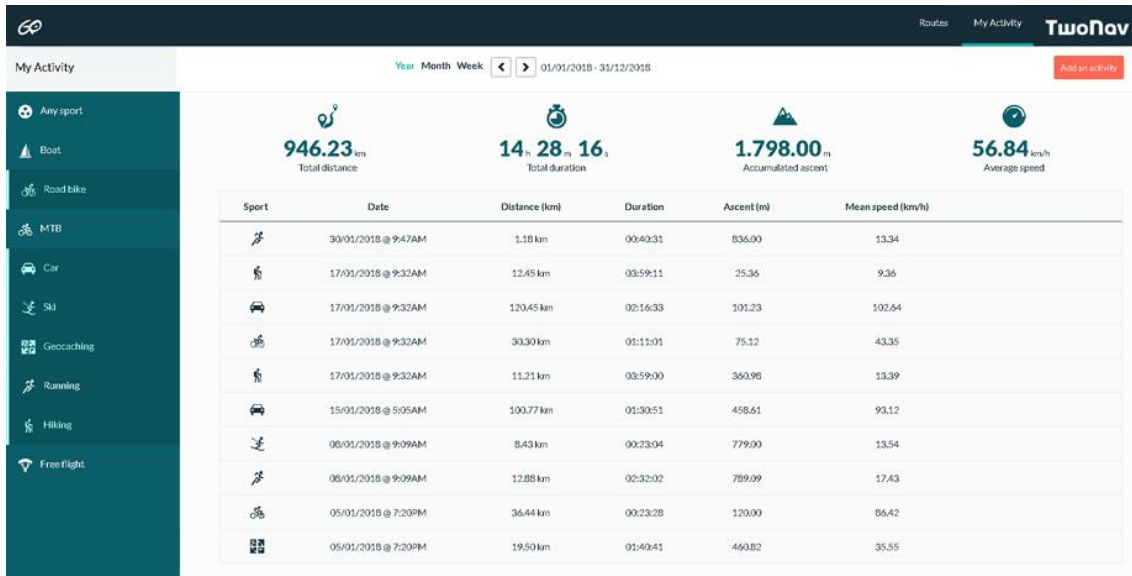 GO
Routes My Activity TwoNav
My Activity Year Month Week 01/01/2018 - 31/12/2018 Add an activity
Any sport
Boat
Road bike
MTB
Car
Ski
Geocaching
Running
Hiking
Free flight
946.23 km 14 h 28 m 16 s 1.798.00 m 56.84 km/h
Total distance Total duration Accumulated ascent Average speed
Sport Date Distance (km) Duration Ascent (m) Mean speed (km/h)
30/01/2018 @ 9:47AM 1.18 km 00:40:31 836.00 13.34
17/01/2018 @ 9:32AM 12.45 km 03:59:11 25.36 9.36
17/01/2018 @ 9:32AM 120.45 km 02:16:33 101.23 102.64
17/01/2018 @ 9:32AM 30.30 km 01:11:01 75.12 43.35
17/01/2018 @ 9:32AM 11.21 km 03:59:00 360.98 13.39
15/01/2018 @ 5:05AM 100.77 km 01:30:51 458.61 93.12
08/01/2018 @ 9:09AM 8.43 km 00:23:04 779.00 13.54
08/01/2018 @ 9:09AM 12.88 km 02:32:02 789.09 17.43
05/01/2018 @ 7:20PM 36.44 km 00:23:28 120.00 86.42
05/01/2018 @ 7:20PM 19.50 km 01:40:41 460.82 35.55